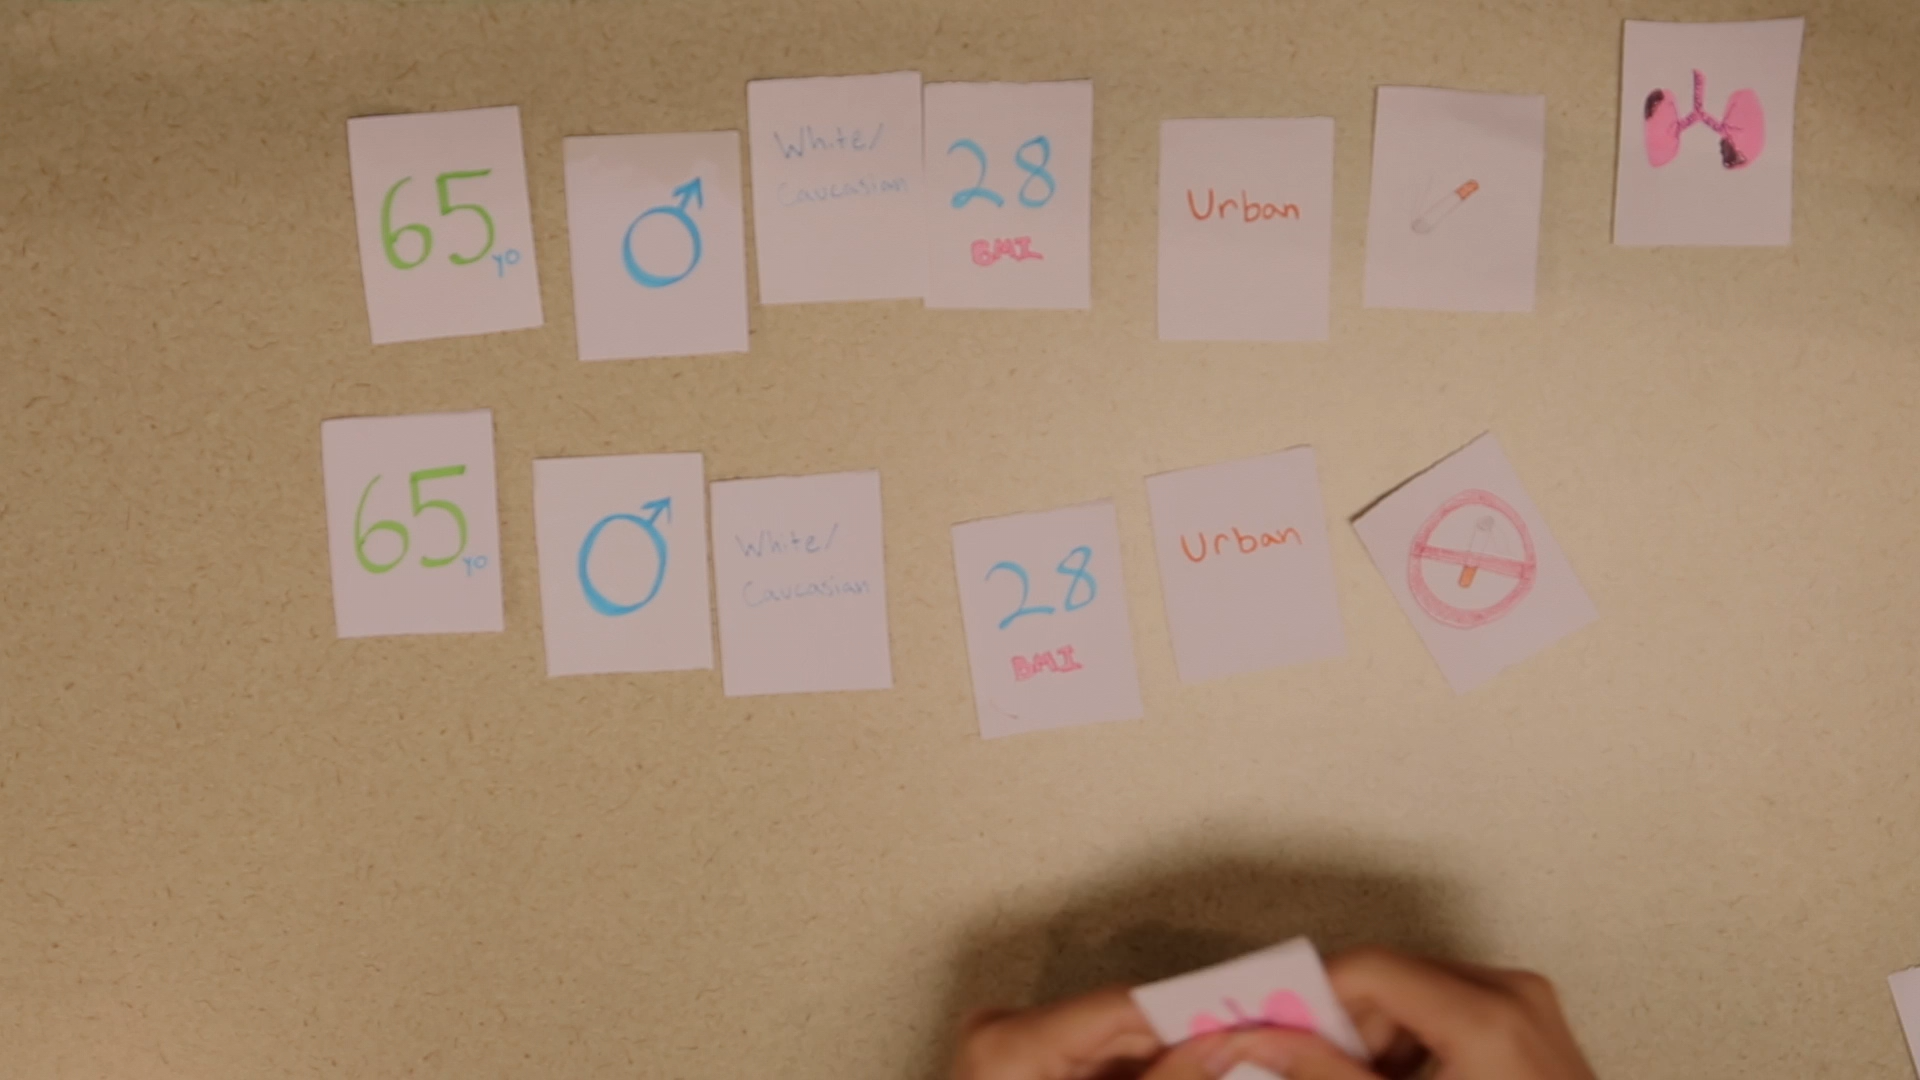 65
yo
White/
Caucasian
28
BMI
Urban
65
yo
White/
Caucasian
28
BMI
Urban